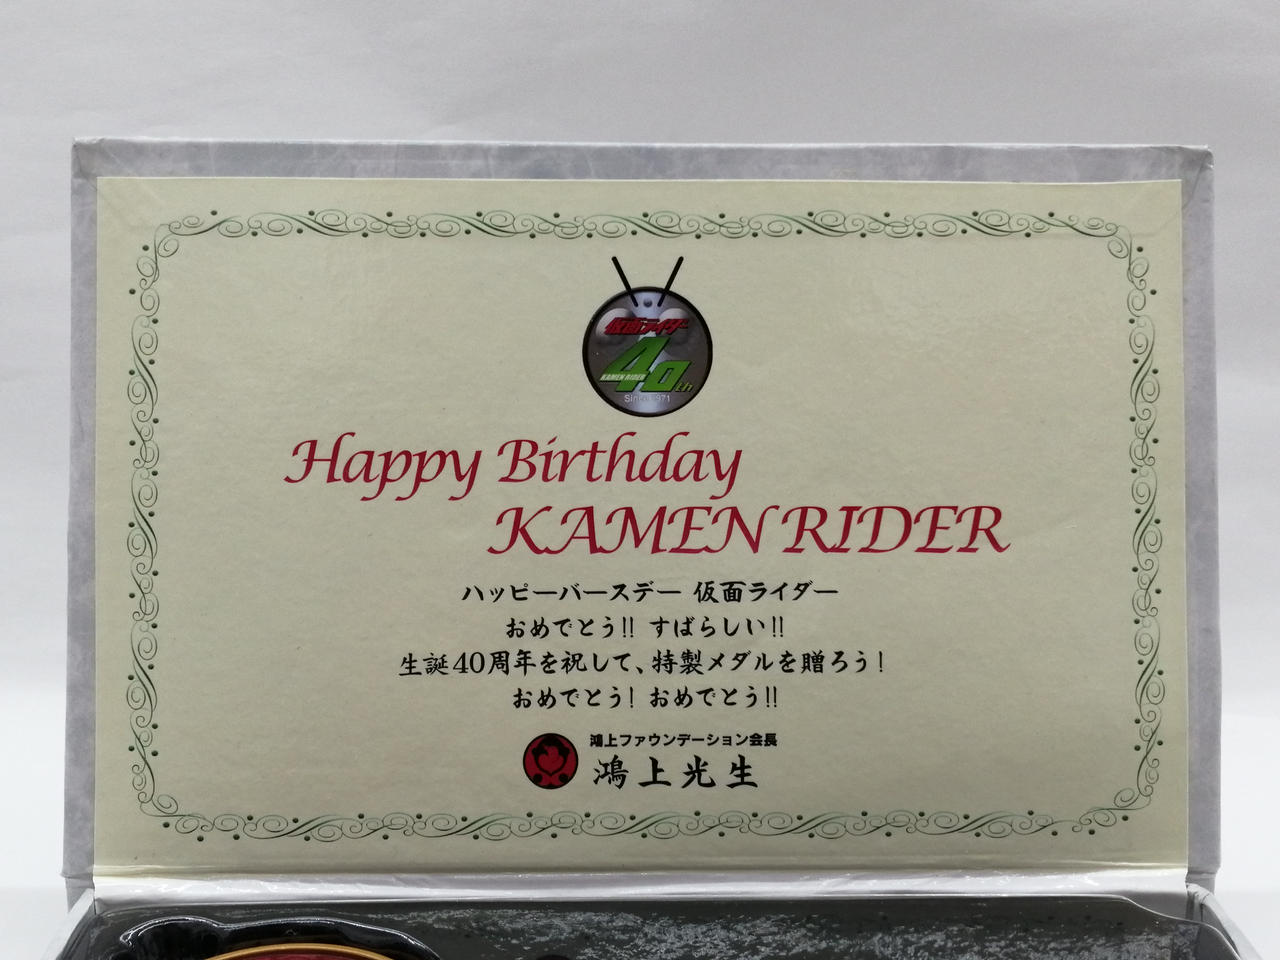 仮面ライダー
40th
KAMEN RIDER
Since 1971
Happy Birthday
KAMEN RIDER
ハッピーバースデー 仮面ライダー
おめでとう!! すばらしい!!
生誕40周年を祝して、特製メダルを贈ろう!
おめでとう! おめでとう!!
鴻上ファウンデーション会長
鴻上光生